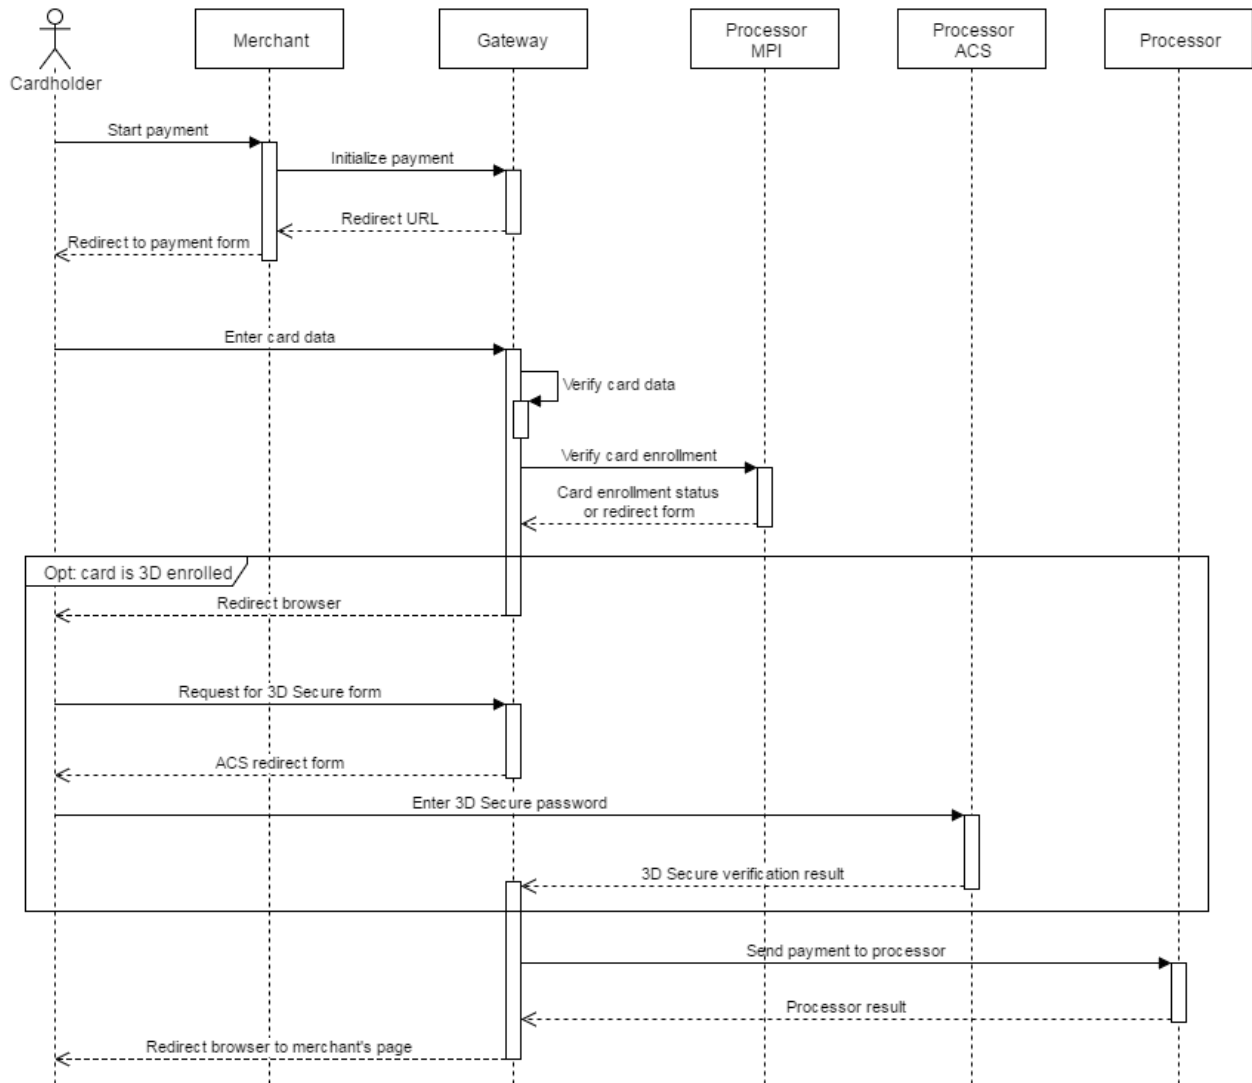 Cardholder
Merchant
Gateway
Processor
MPI
Processor
ACS
Processor
Start payment
Initialize payment
Redirect URL
Redirect to payment form
Enter card data
Verify card data
Verify card enrollment
Card enrollment status
or redirect form
Opt: card is 3D enrolled
Redirect browser
Request for 3D Secure form
ACS redirect form
Enter 3D Secure password
3D Secure verification result
Send payment to processor
Processor result
Redirect browser to merchant's page